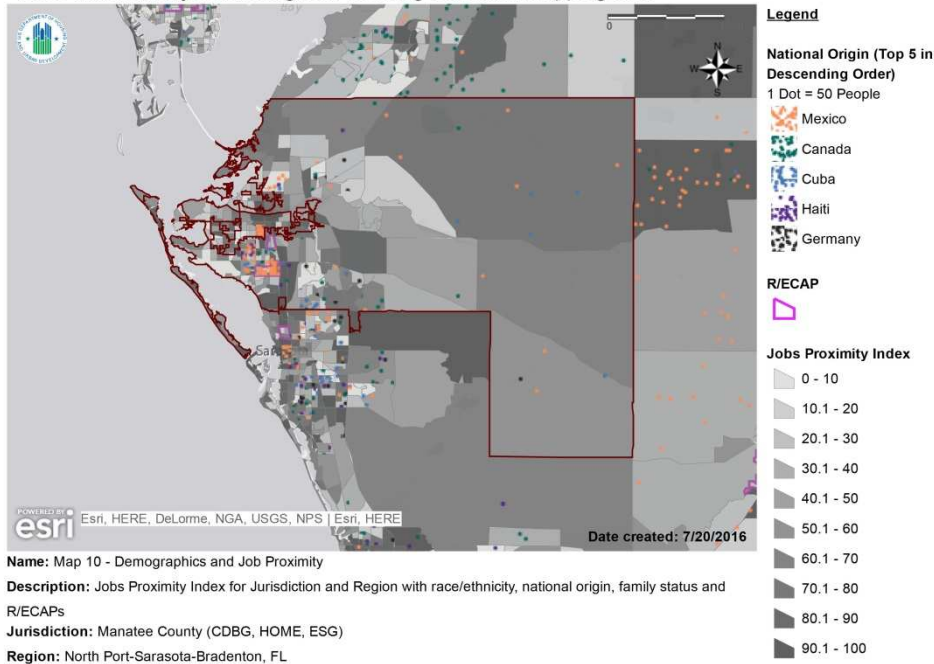 0
W E
S
Sar
POWERED BY
esri
Esri, HERE, DeLorme, NGA, USGS, NPS | Esri, HERE
Date created: 7/20/2016
Name: Map 10 - Demographics and Job Proximity
Description: Jobs Proximity Index for Jurisdiction and Region with race/ethnicity, national origin, family status and
R/ECAPs
Jurisdiction: Manatee County (CDBG, HOME, ESG)
Region: North Port-Sarasota-Bradenton, FL
Legend
National Origin (Top 5 in
Descending Order)
1 Dot = 50 People
Mexico
Canada
Cuba
Haiti
Germany
R/ECAP
Jobs Proximity Index
0 - 10
10.1 - 20
20.1 - 30
30.1 - 40
40.1 - 50
50.1 - 60
60.1 - 70
70.1 - 80
80.1 - 90
90.1 - 100